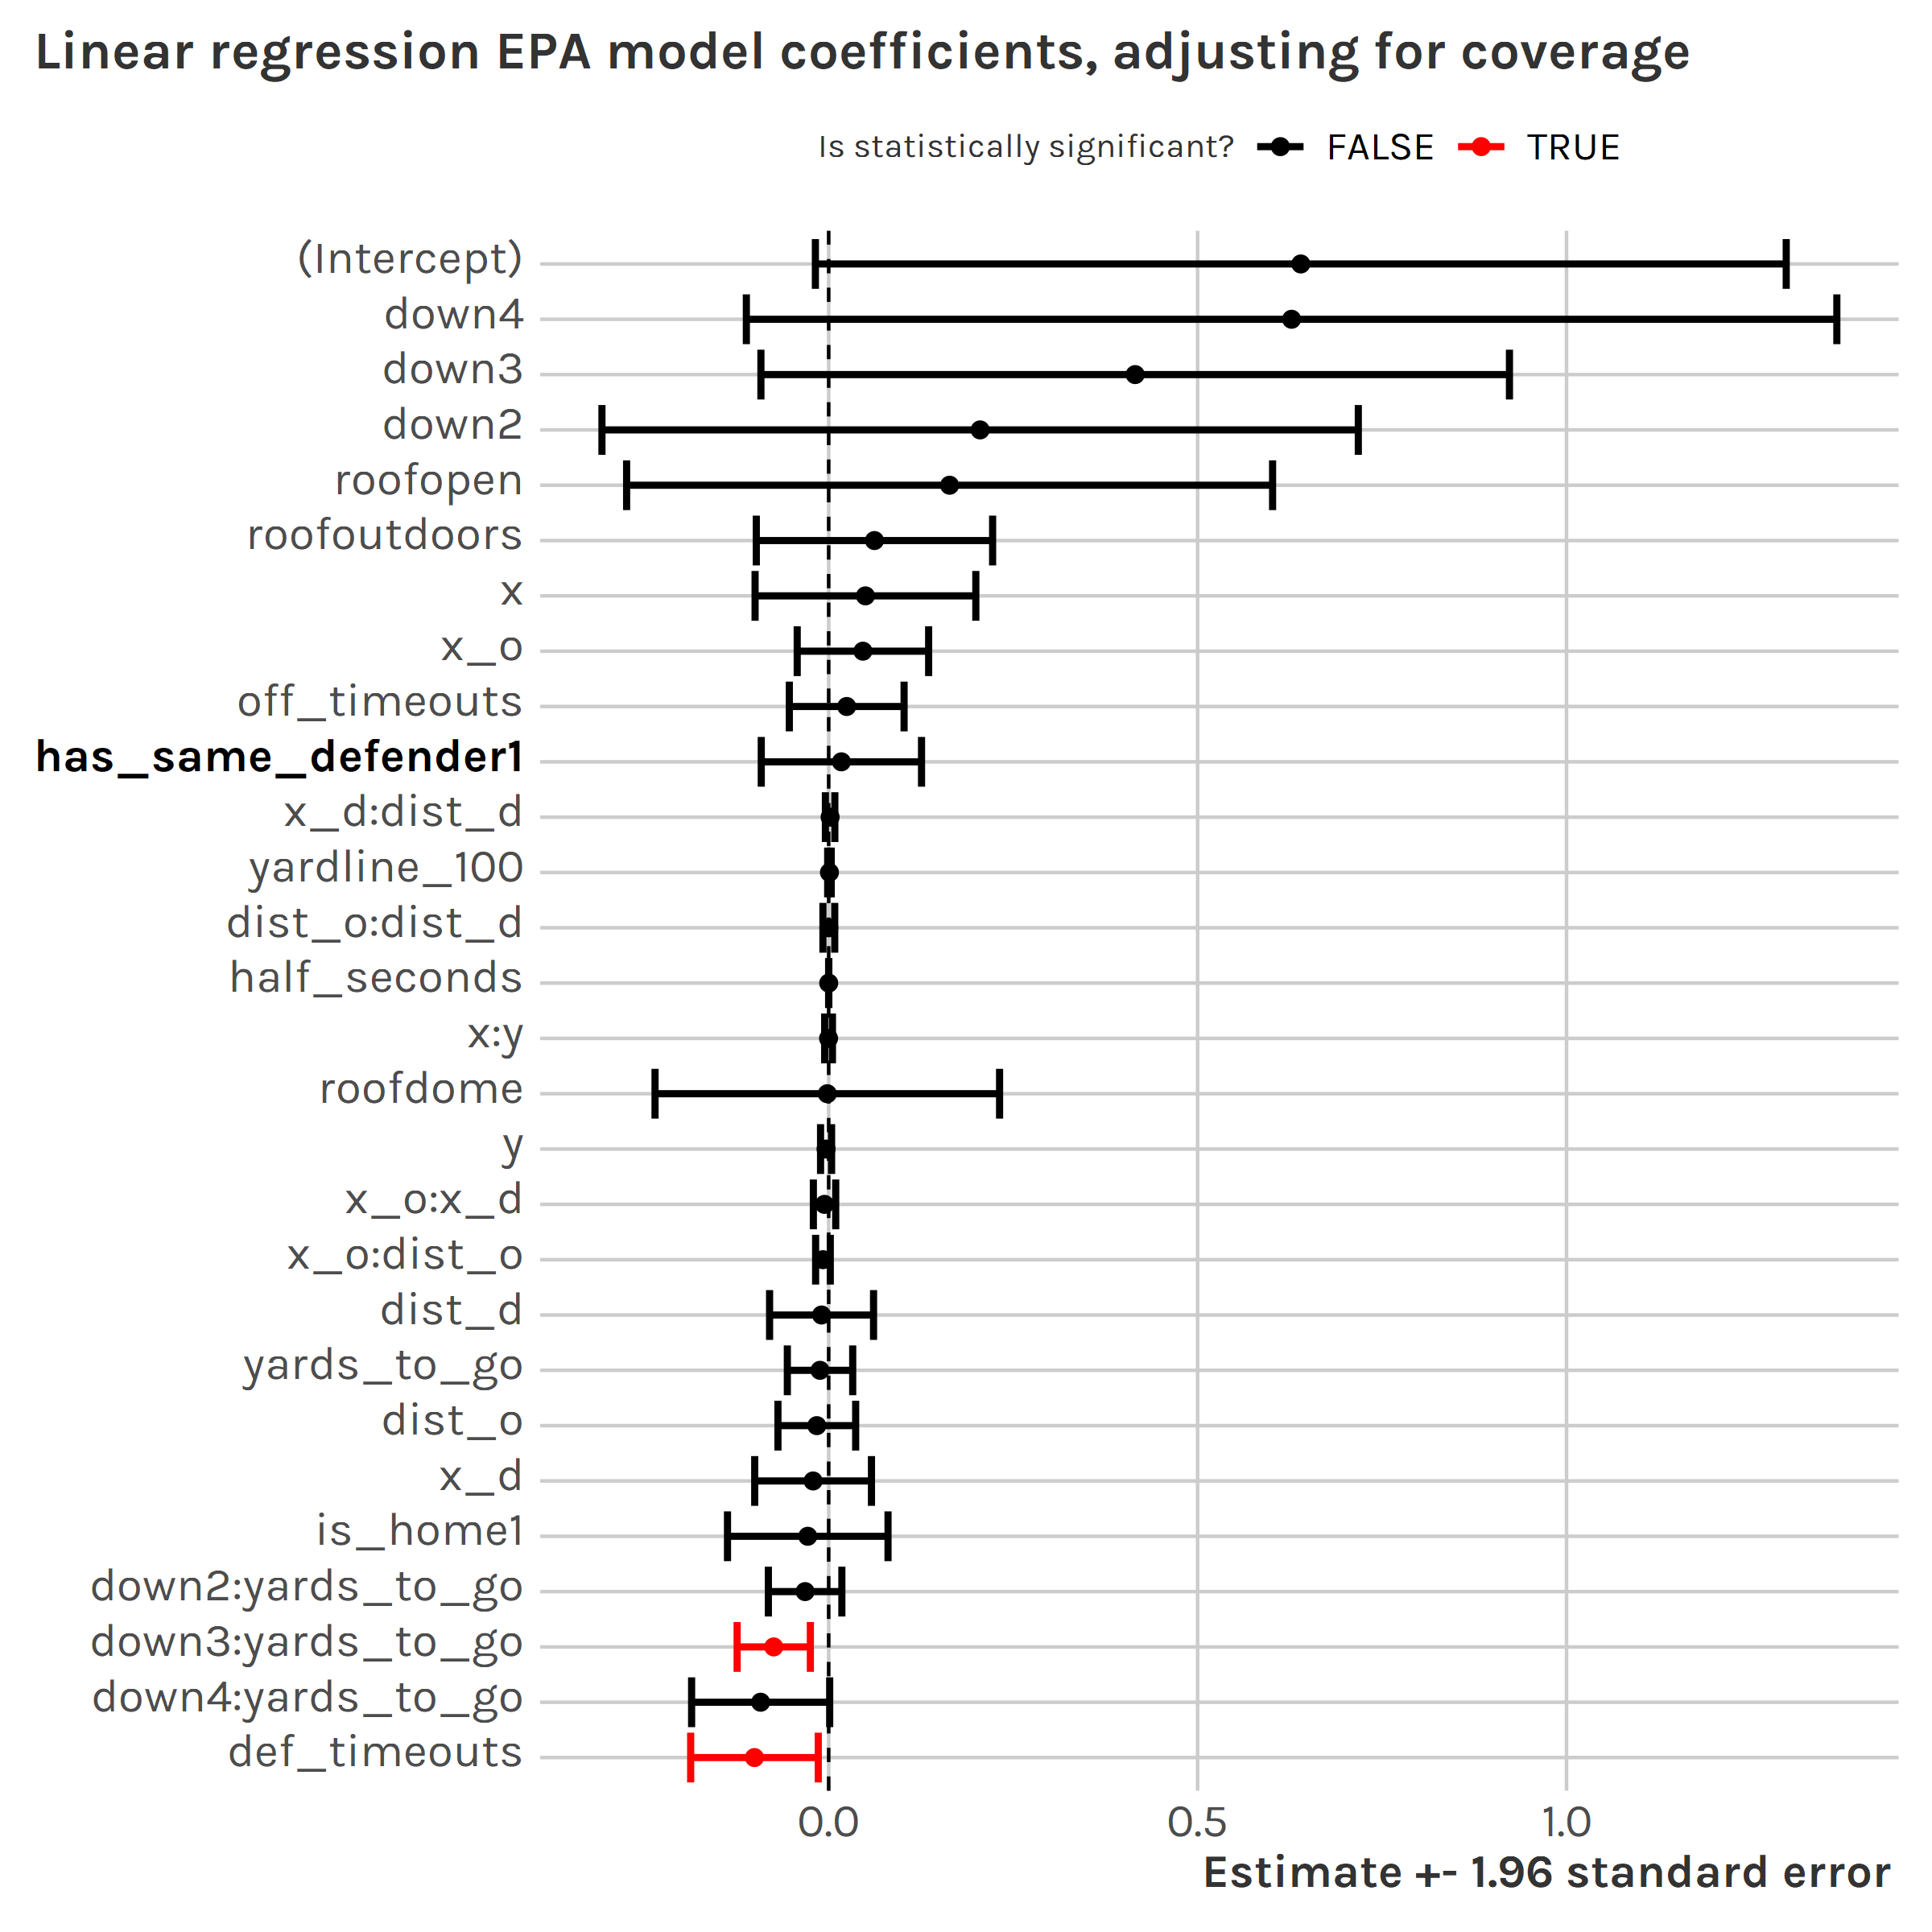 Linear regression EPA model coefficients, adjusting for coverage
Is statistically significant? FALSE TRUE
(Intercept)
down4
down3
down2
roofopen
roofoutdoors
x
x_o
off_timeouts
has_same_defender1
x_d:dist_d
yardline_100
dist_o:dist_d
half_seconds
x:y
roofdome
y
x_o:x_d
x_o:dist_o
dist_d
yards_to_go
dist_o
x_d
is_home1
down2:yards_to_go
down3:yards_to_go
down4:yards_to_go
def_timeouts
0.0 0.5 1.0
Estimate +- 1.96 standard error